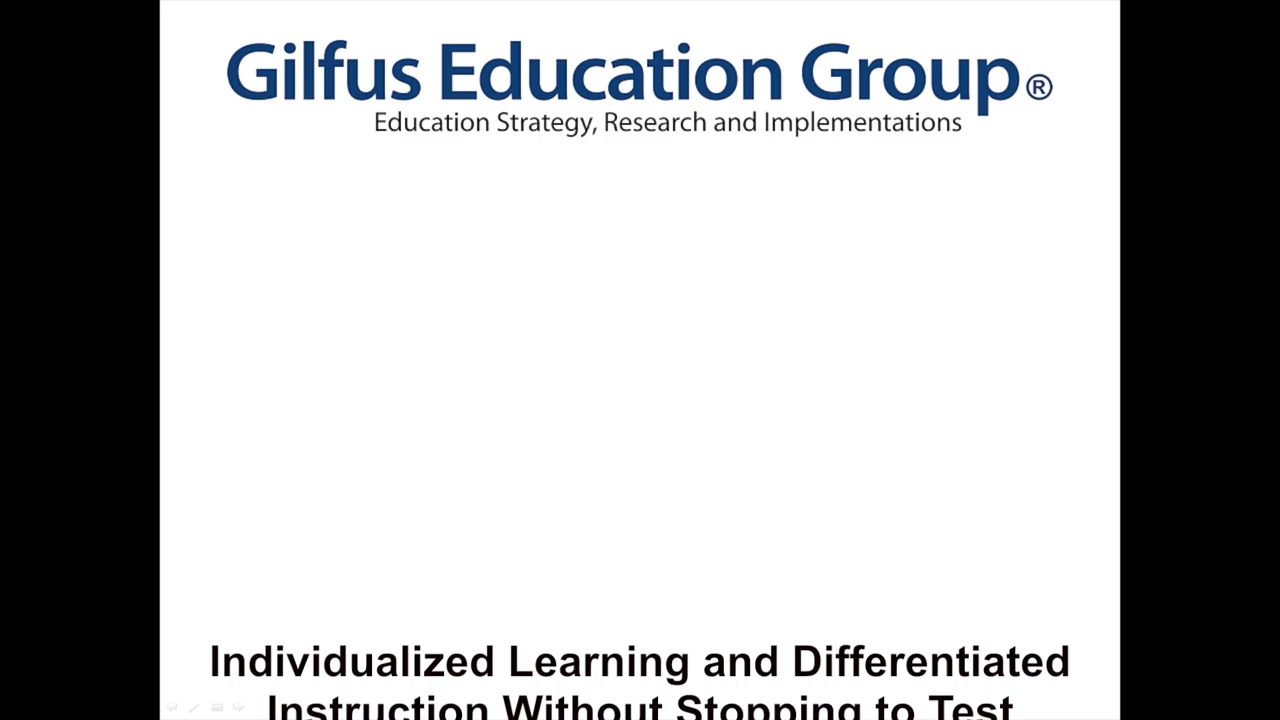 Gilfus Education Group®
Education Strategy, Research and Implementations
Individualized Learning and Differentiated
Instruction Without Stopping to Test